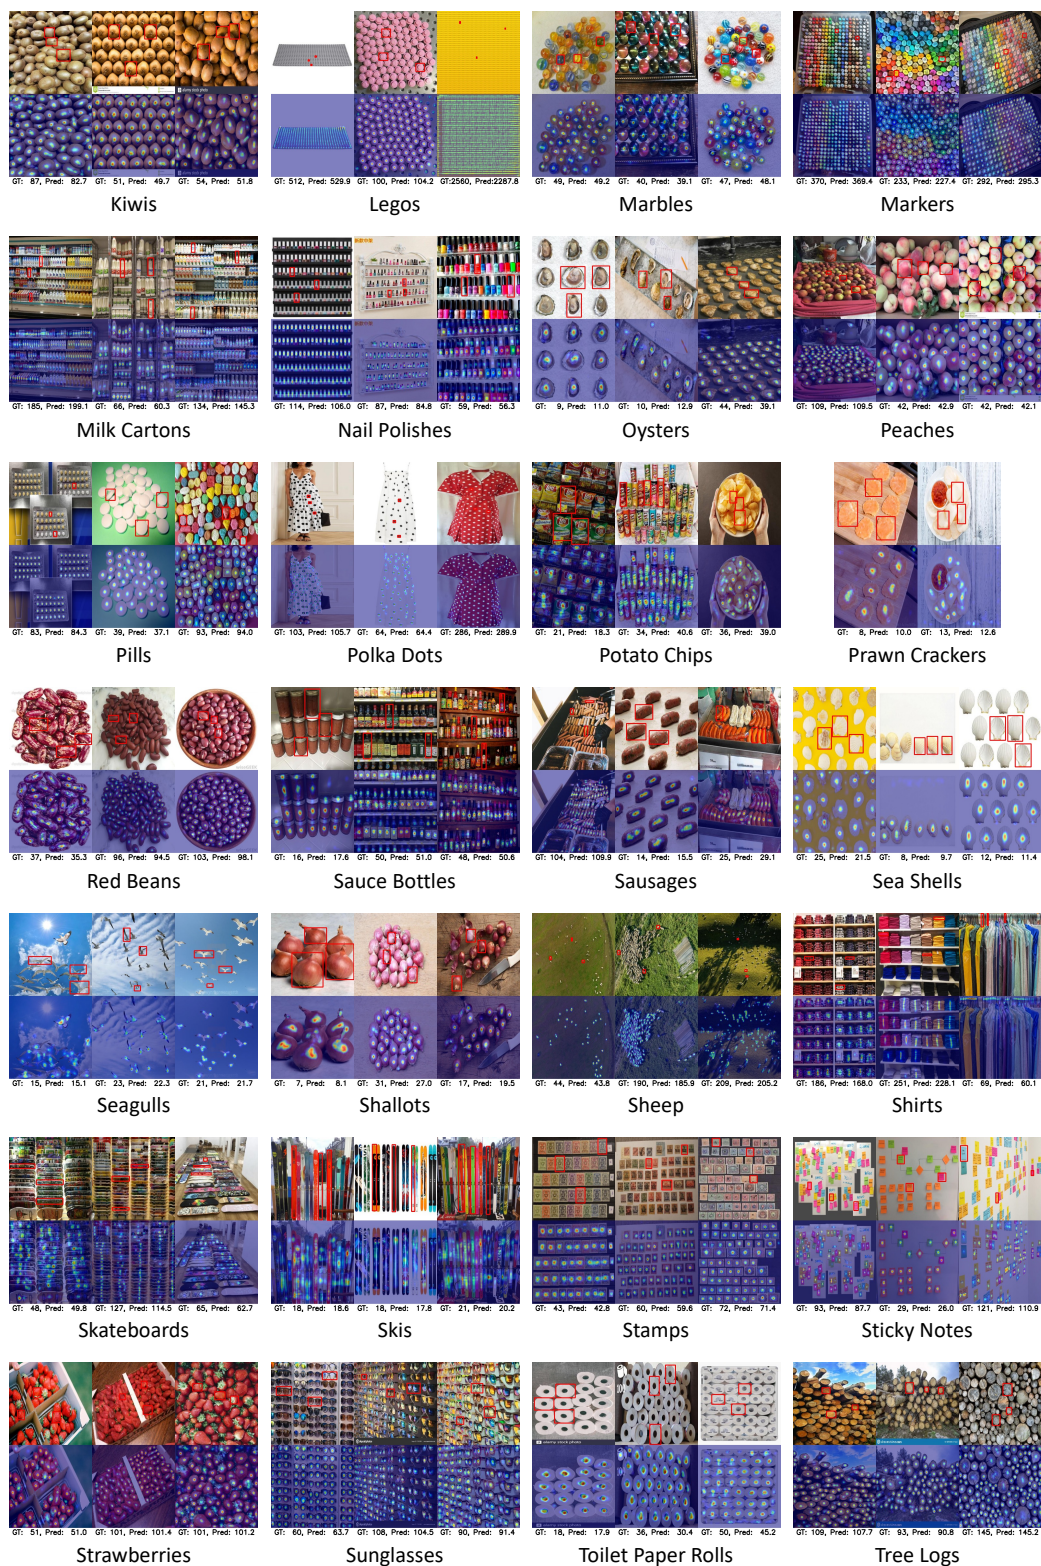 GT: 87, Pred: 82.7 GT: 51, Pred: 49.7 GT: 54, Pred: 51.8
GT: 512, Pred: 529.9 GT: 100, Pred: 104.2 GT:2560, Pred:2287.8
GT: 49, Pred: 49.2 GT: 40, Pred: 39.1 GT: 47, Pred: 48.1
GT: 370, Pred: 369.4 GT: 233, Pred: 227.4 GT: 292, Pred: 295.3
Kiwis Legos Marbles Markers
GT: 185, Pred: 199.1 GT: 66, Pred: 60.3 GT: 134, Pred: 145.3
GT: 114, Pred: 106.0 GT: 87, Pred: 84.8 GT: 59, Pred: 56.3
GT: 9, Pred: 11.0 GT: 10, Pred: 12.9 GT: 44, Pred: 39.1
GT: 109, Pred: 109.5 GT: 42, Pred: 42.9 GT: 42, Pred: 42.1
Milk Cartons Nail Polishes Oysters Peaches
GT: 83, Pred: 84.3 GT: 39, Pred: 37.1 GT: 93, Pred: 94.0
GT: 103, Pred: 105.7 GT: 64, Pred: 64.4 GT: 286, Pred: 289.9
GT: 21, Pred: 18.3 GT: 34, Pred: 40.6 GT: 36, Pred: 39.0
GT: 8, Pred: 10.0 GT: 13, Pred: 12.6
Pills Polka Dots Potato Chips Prawn Crackers
GT: 37, Pred: 35.3 GT: 96, Pred: 94.5 GT: 103, Pred: 98.1
GT: 16, Pred: 17.6 GT: 50, Pred: 51.0 GT: 48, Pred: 50.6
GT: 104, Pred: 109.9 GT: 14, Pred: 15.5 GT: 25, Pred: 29.1
GT: 25, Pred: 21.5 GT: 8, Pred: 9.7 GT: 12, Pred: 11.4
Red Beans Sauce Bottles Sausages Sea Shells
GT: 15, Pred: 15.1 GT: 23, Pred: 22.3 GT: 21, Pred: 21.7
GT: 7, Pred: 8.1 GT: 31, Pred: 27.0 GT: 17, Pred: 19.5
GT: 44, Pred: 43.8 GT: 190, Pred: 185.9 GT: 209, Pred: 205.2
GT: 186, Pred: 168.0 GT: 251, Pred: 228.1 GT: 69, Pred: 60.1
Seagulls Shallots Sheep Shirts
GT: 48, Pred: 49.8 GT: 127, Pred: 114.5 GT: 65, Pred: 62.7
GT: 18, Pred: 18.6 GT: 18, Pred: 17.8 GT: 21, Pred: 20.2
GT: 43, Pred: 42.8 GT: 60, Pred: 59.6 GT: 72, Pred: 71.4
GT: 93, Pred: 87.7 GT: 29, Pred: 26.0 GT: 121, Pred: 110.9
Skateboards Skis Stamps Sticky Notes
GT: 51, Pred: 51.0 GT: 101, Pred: 101.4 GT: 101, Pred: 101.2
GT: 60, Pred: 63.7 GT: 108, Pred: 104.5 GT: 90, Pred: 91.4
GT: 18, Pred: 17.9 GT: 36, Pred: 30.4 GT: 50, Pred: 45.2
GT: 109, Pred: 107.7 GT: 93, Pred: 90.8 GT: 145, Pred: 145.2
Strawberries Sunglasses Toilet Paper Rolls Tree Logs